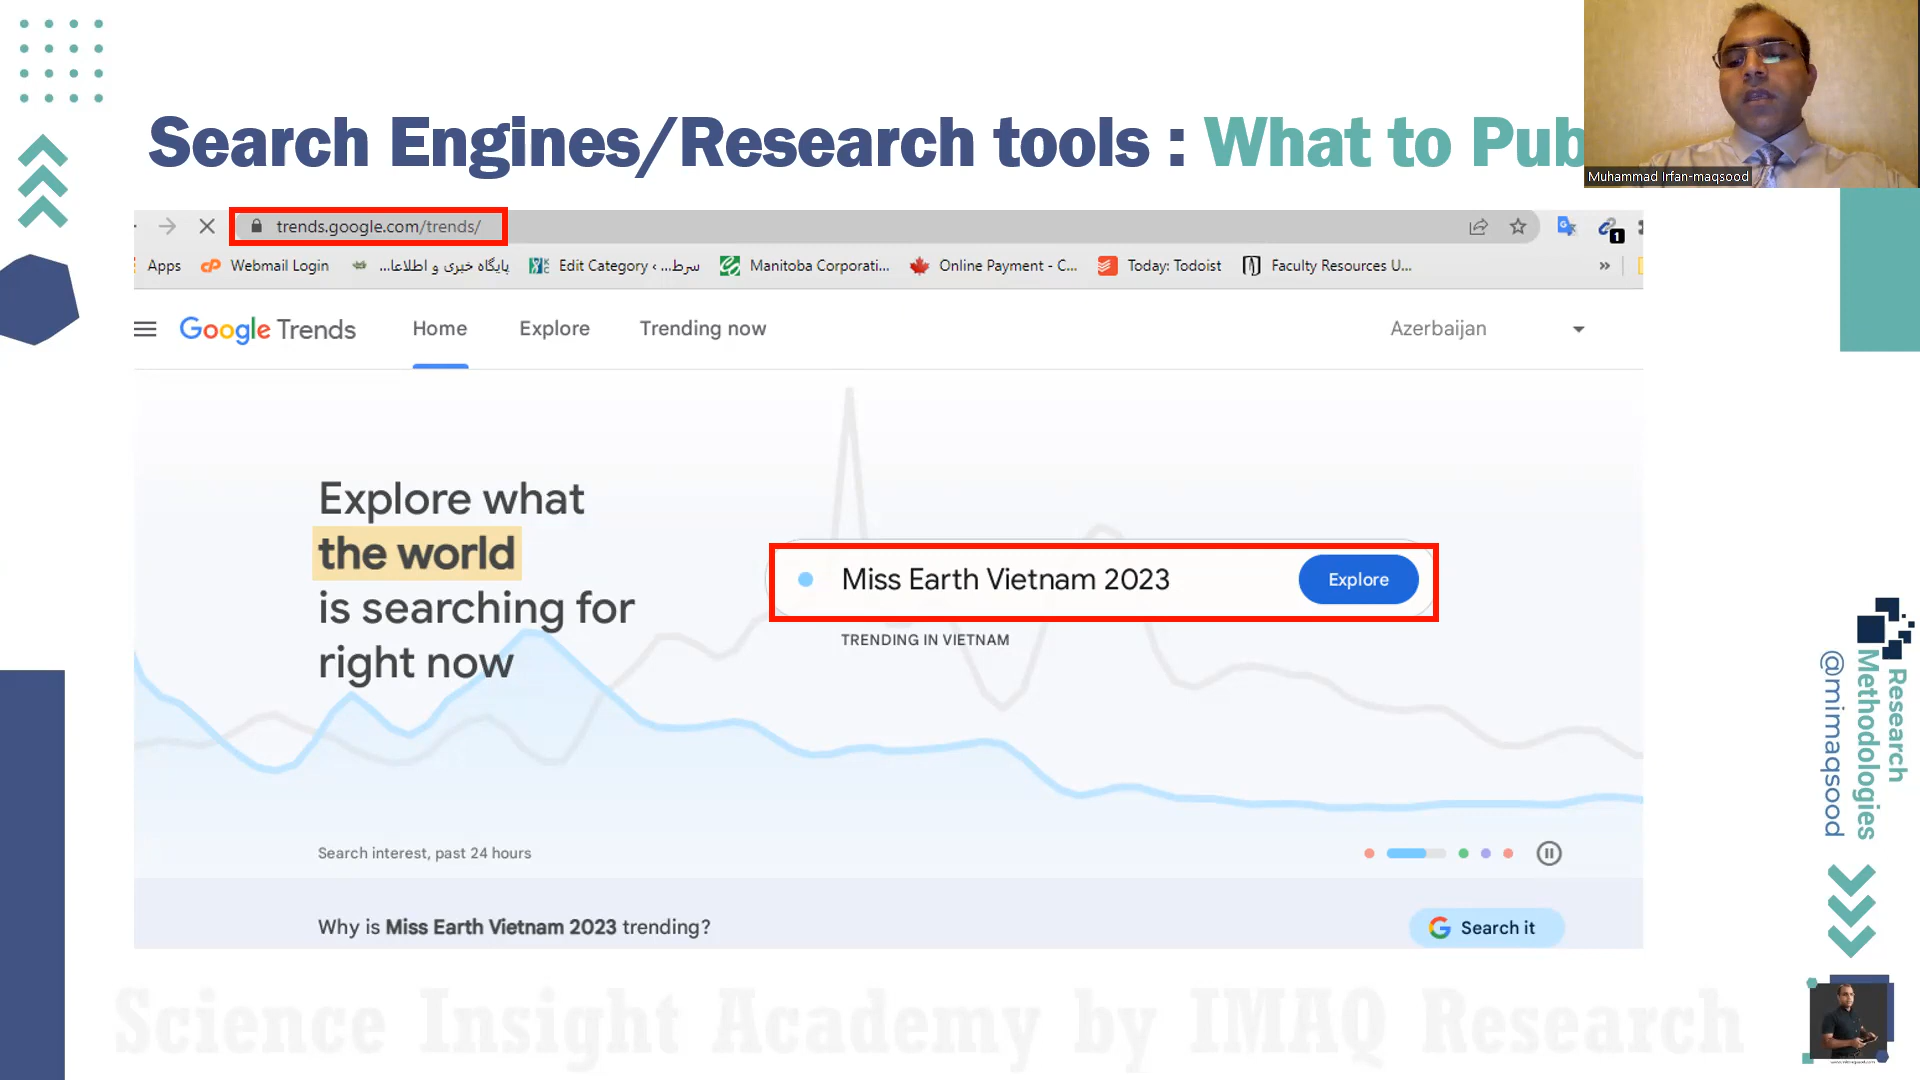 Search Engines/Research tools : What to Pub
Muhammad Irfan-maqsood
trends.google.com/trends/
1
Apps Webmail Login پایگاه خبری و اطلاعا... Edit Category ‹ سرط... Manitoba Corporati... Online Payment - C... Today: Todoist Faculty Resources U... »
Google Trends Home Explore Trending now Azerbaijan
Explore what
the world
is searching for
right now
Miss Earth Vietnam 2023 Explore
TRENDING IN VIETNAM
Search interest, past 24 hours
Why is Miss Earth Vietnam 2023 trending? Search it
Research
Methodologies
@mimaqsood
Science Insight Academy by IMAQ Research